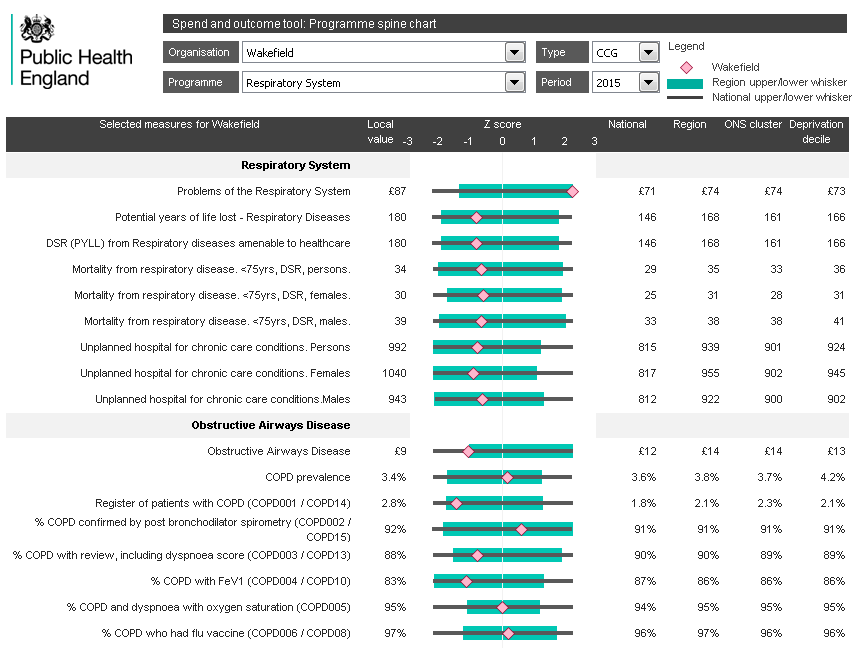 Spend and outcome tool: Programme spine chart
Public Health
England
Organisation Wakefield Type CCG Legend
Wakefield
Programme Respiratory System Period 2015 Region upper/lower whisker
National upper/lower whisker
Selected measures for Wakefield Local value Z score National Region ONS cluster Deprivation decile
-3 -2 -1 0 1 2 3
Respiratory System
Problems of the Respiratory System £87 £71 £74 £74 £73
Potential years of life lost - Respiratory Diseases 180 146 168 161 166
DSR (PYLL) from Respiratory diseases amenable to healthcare 180 146 168 161 166
Mortality from respiratory disease. <75yrs, DSR, persons. 34 29 35 33 36
Mortality from respiratory disease. <75yrs, DSR, females. 30 25 31 28 31
Mortality from respiratory disease. <75yrs, DSR, males. 39 33 38 38 41
Unplanned hospital for chronic care conditions. Persons 992 815 939 901 924
Unplanned hospital for chronic care conditions. Females 1040 817 955 902 945
Unplanned hospital for chronic care conditions.Males 943 812 922 900 902
Obstructive Airways Disease
Obstructive Airways Disease £9 £12 £14 £14 £13
COPD prevalence 3.4% 3.6% 3.8% 3.7% 4.2%
Register of patients with COPD (COPD001 / COPD14) 2.8% 1.8% 2.1% 2.3% 2.1%
% COPD confirmed by post bronchodilator spirometry (COPD002 /
COPD15) 92% 91% 91% 91% 91%
% COPD with review, including dyspnoea score (COPD003 / COPD13) 88% 90% 90% 89% 89%
% COPD with FeV1 (COPD004 / COPD10) 83% 87% 86% 86% 86%
% COPD and dyspnoea with oxygen saturation (COPD005) 95% 94% 95% 95% 95%
% COPD who had flu vaccine (COPD006 / COPD08) 97% 96% 97% 96% 96%